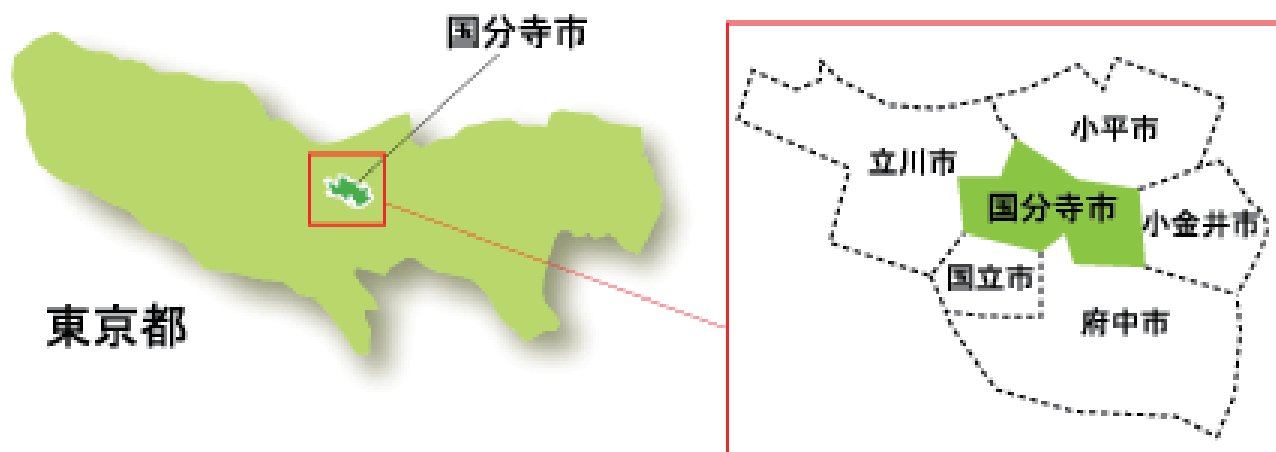 国分寺市
東京都
小平市
立川市
国分寺市
小金井市
国立市
府中市